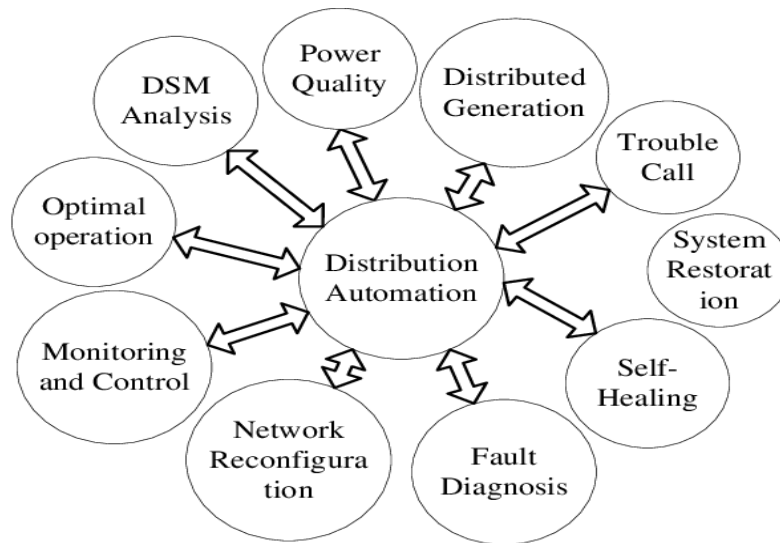 DSM
Analysis
Power
Quality
Distributed
Generation
Trouble
Call
System
Restorat
ion
Self-
Healing
Fault
Diagnosis
Network
Reconfigura
tion
Monitoring
and Control
Optimal
operation
Distribution
Automation